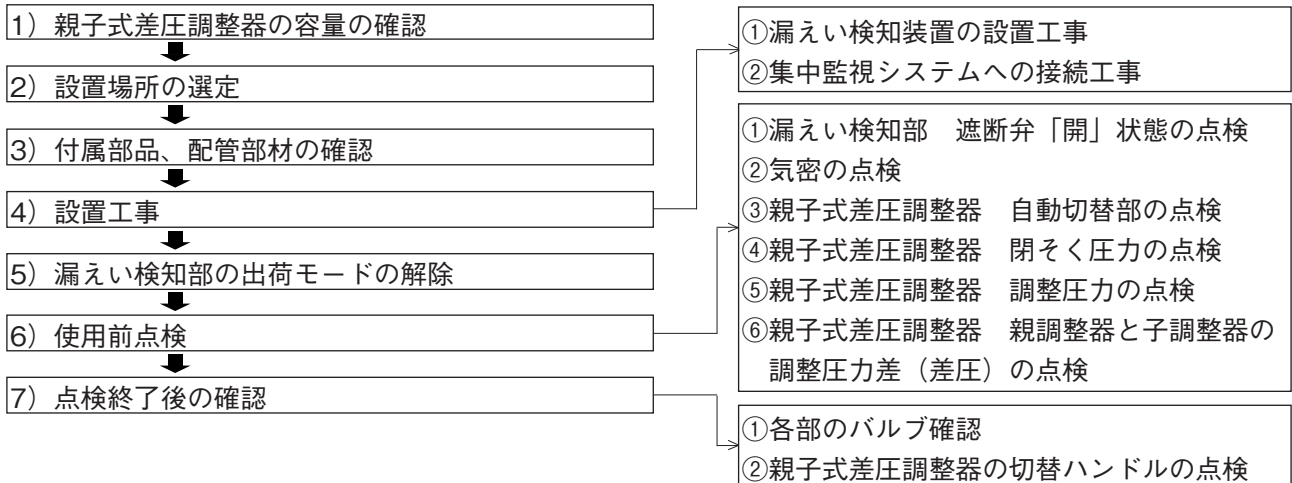 1）親子式差圧調整器の容量の確認
2）設置場所の選定
3）付属部品、配管部材の確認
4）設置工事
5）漏えい検知部の出荷モードの解除
6）使用前点検
7）点検終了後の確認
①漏えい検知装置の設置工事
②集中監視システムへの接続工事
①漏えい検知部　遮断弁「開」状態の点検
②気密の点検
③親子式差圧調整器　自動切替部の点検
④親子式差圧調整器　閉そく圧力の点検
⑤親子式差圧調整器　調整圧力の点検
⑥親子式差圧調整器　親調整器と子調整器の
調整圧力差（差圧）の点検
①各部のバルブ確認
②親子式差圧調整器の切替ハンドルの点検